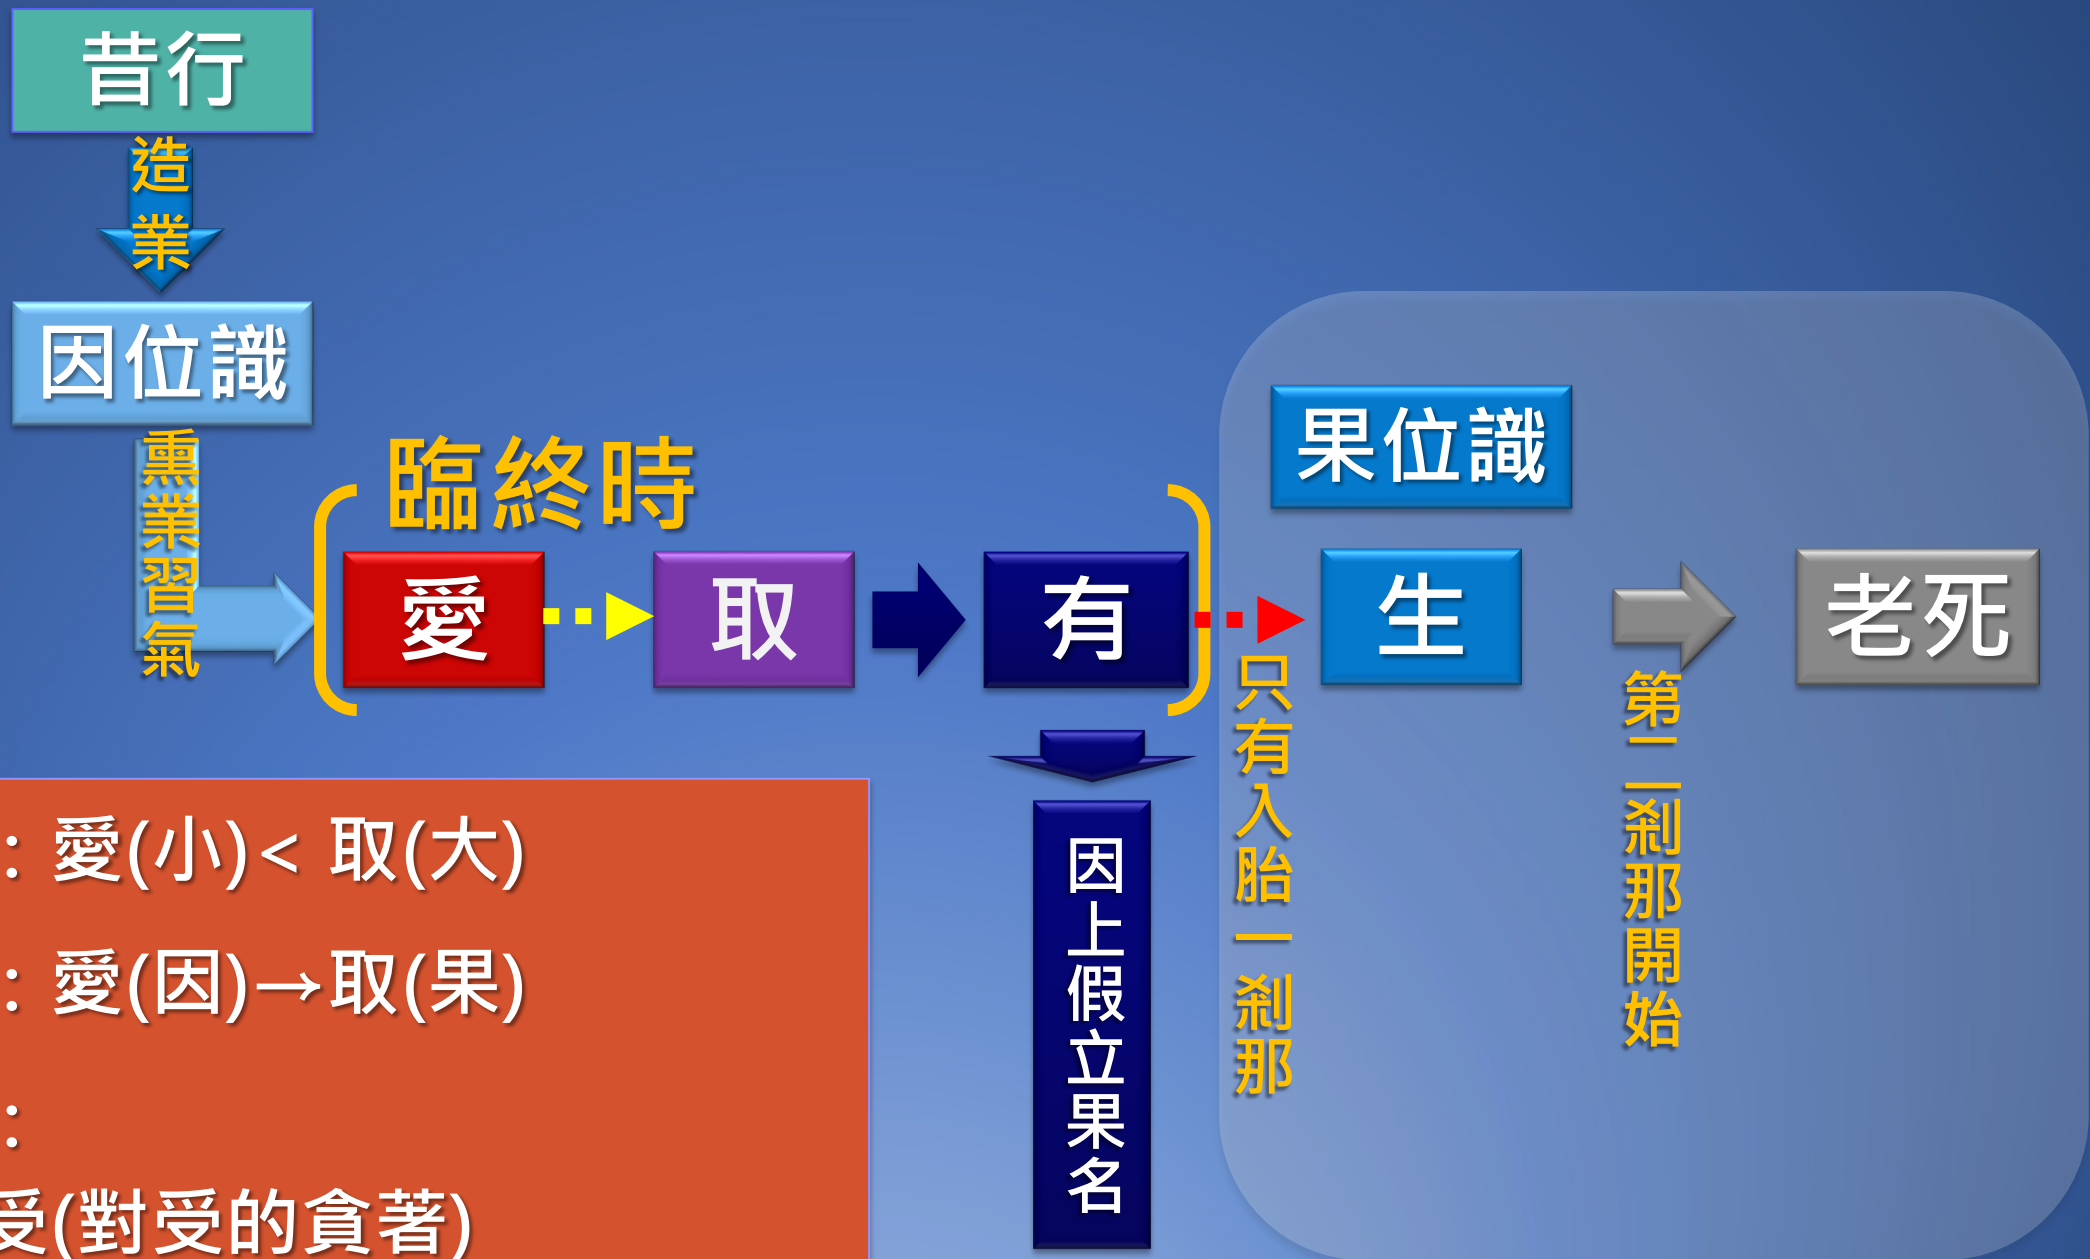 昔行
造業
因位識
熏業習氣
臨終時
愛
取
有
果位識
生
老死
只有入胎一剎那
第二剎那開始
因上假立果名
：愛(小)< 取(大)
：愛(因)→取(果)
：
受(對受的貪著)